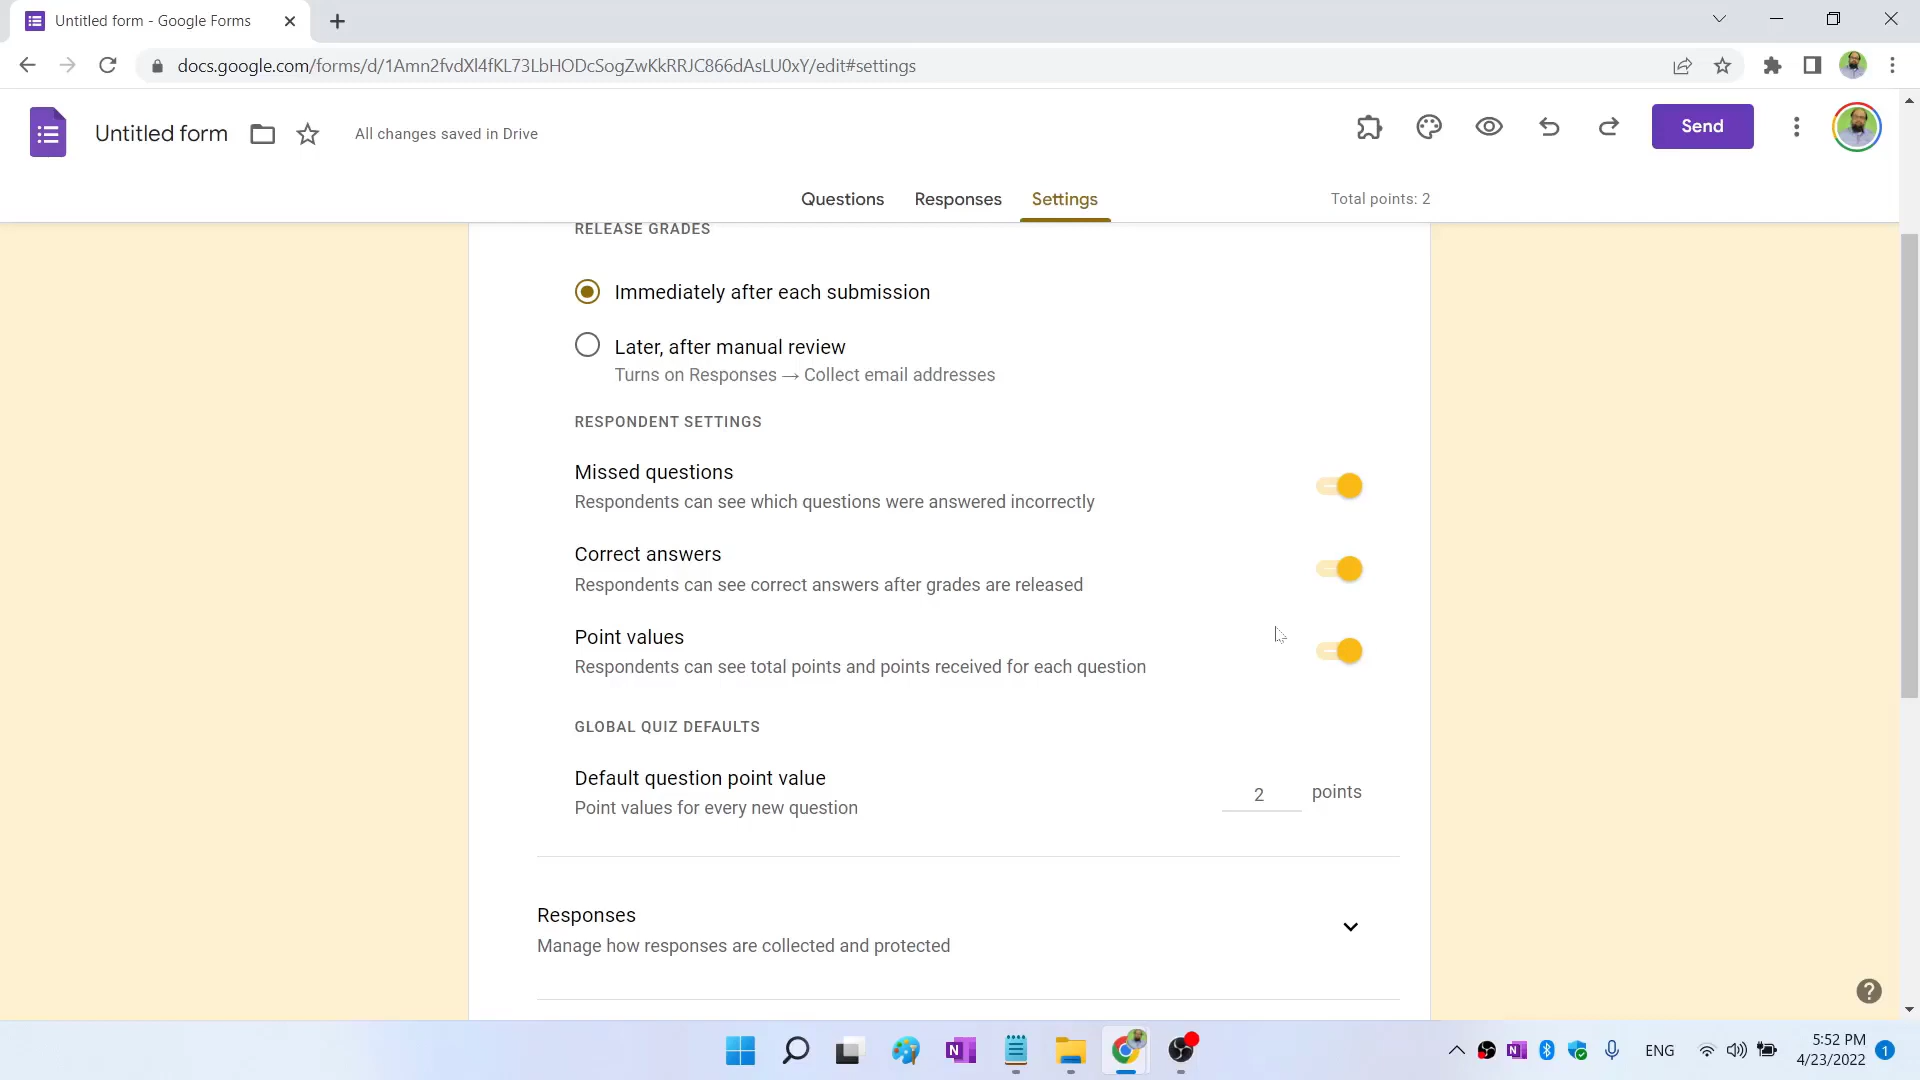 Untitled form - Google Forms
docs.google.com/forms/d/1Amn2fvdXl4fKL73LbHODcSogZwKkRRJC866dAsLU0xY/edit#settings
Untitled form
All changes saved in Drive
Send
Questions
Responses
Settings
Total points: 2
RELEASE GRADES
Immediately after each submission
Later, after manual review
Turns on Responses → Collect email addresses
RESPONDENT SETTINGS
Missed questions
Respondents can see which questions were answered incorrectly
Correct answers
Respondents can see correct answers after grades are released
Point values
Respondents can see total points and points received for each question
GLOBAL QUIZ DEFAULTS
Default question point value
Point values for every new question
2 points
Responses
Manage how responses are collected and protected
ENG
5:52 PM
4/23/2022
1